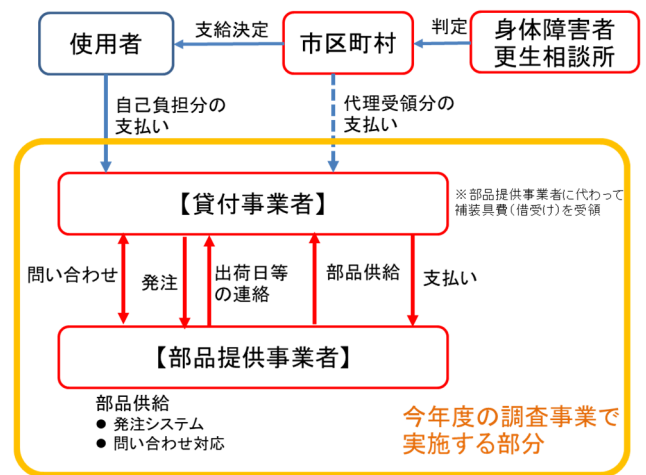 使用者
支給決定
市区町村
判定
身体障害者
更生相談所
自己負担分の
支払い
代理受領分の
支払い
【貸付事業者】
※部品提供事業者に代わって
補装具費(借受け)を受領
問い合わせ
発注
出荷日等
の連絡
部品供給
支払い
【部品提供事業者】
部品供給
● 発注システム
● 問い合わせ対応
今年度の調査事業で
実施する部分